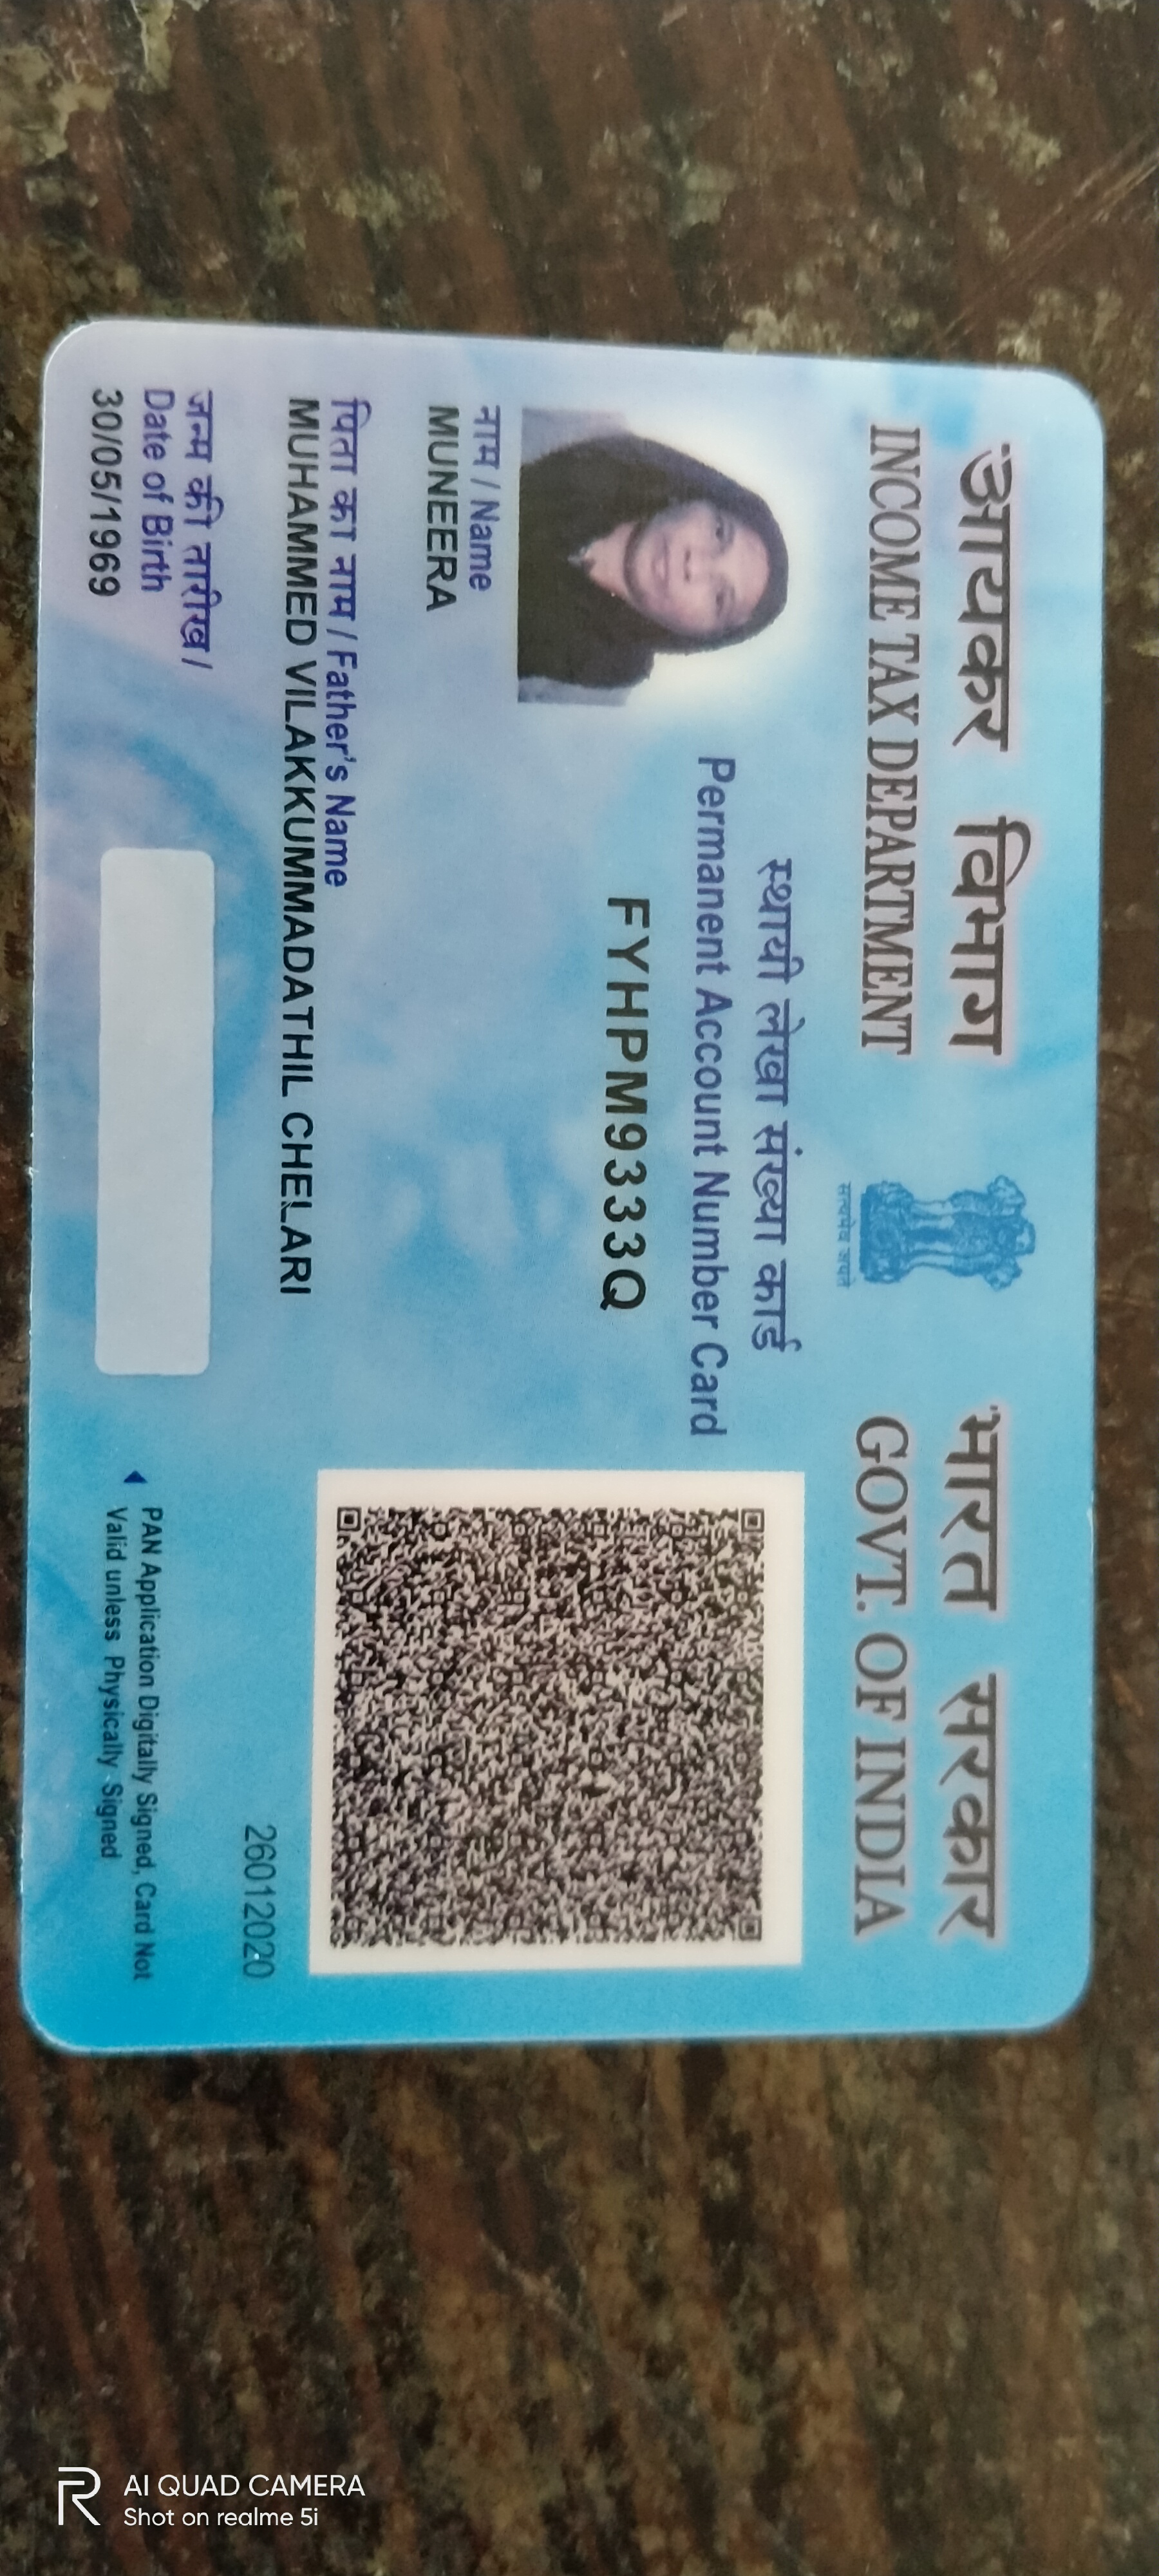 आयकर विभाग
INCOME TAX DEPARTMENT
सत्यमेव जयते
भारत सरकार
GOVT. OF INDIA
स्थायी लेखा संख्या कार्ड
Permanent Account Number Card
FYHPM9333Q
नाम / Name
MUNEERA
पिता का नाम / Father's Name
MUHAMMED VILAKKUMMADATHIL CHELARI
जन्म की तारीख /
Date of Birth
30/05/1969
26012020
PAN Application Digitally Signed, Card Not
Valid unless Physically Signed
AI QUAD CAMERA
Shot on realme 5i